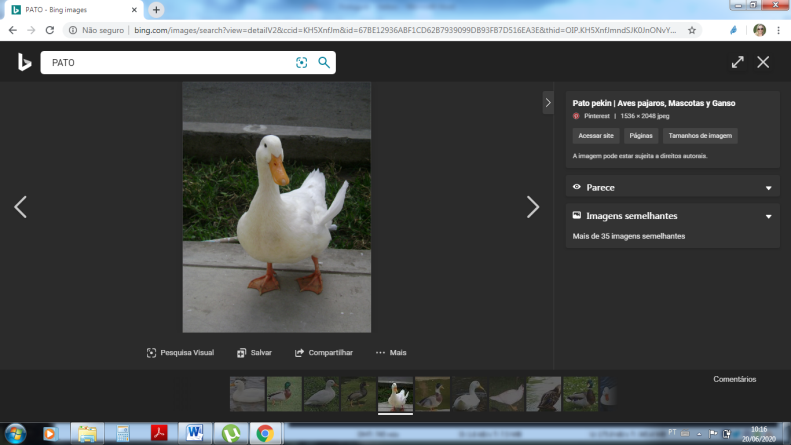 PATO - Bing images
Não seguro | bing.com/images/search?view=detailV2&ccid=KH5XnfJm&id=67BE12936ABF1CD62B7939099DB93FB7D516EA3E&thid=OIP.KH5XnfJmndSJK0JnONvY...
PATO
Pato pekin | Aves pajaros, Mascotas y Ganso
Pinterest | 1536 × 2048 jpeg
Acessar site Páginas Tamanhos de imagem
A imagem pode estar sujeita a direitos autorais.
Parece
Imagens semelhantes
Mais de 35 imagens semelhantes
Pesquisa Visual Salvar Compartilhar ··· Mais
Comentários
PT
10:16
20/06/2020